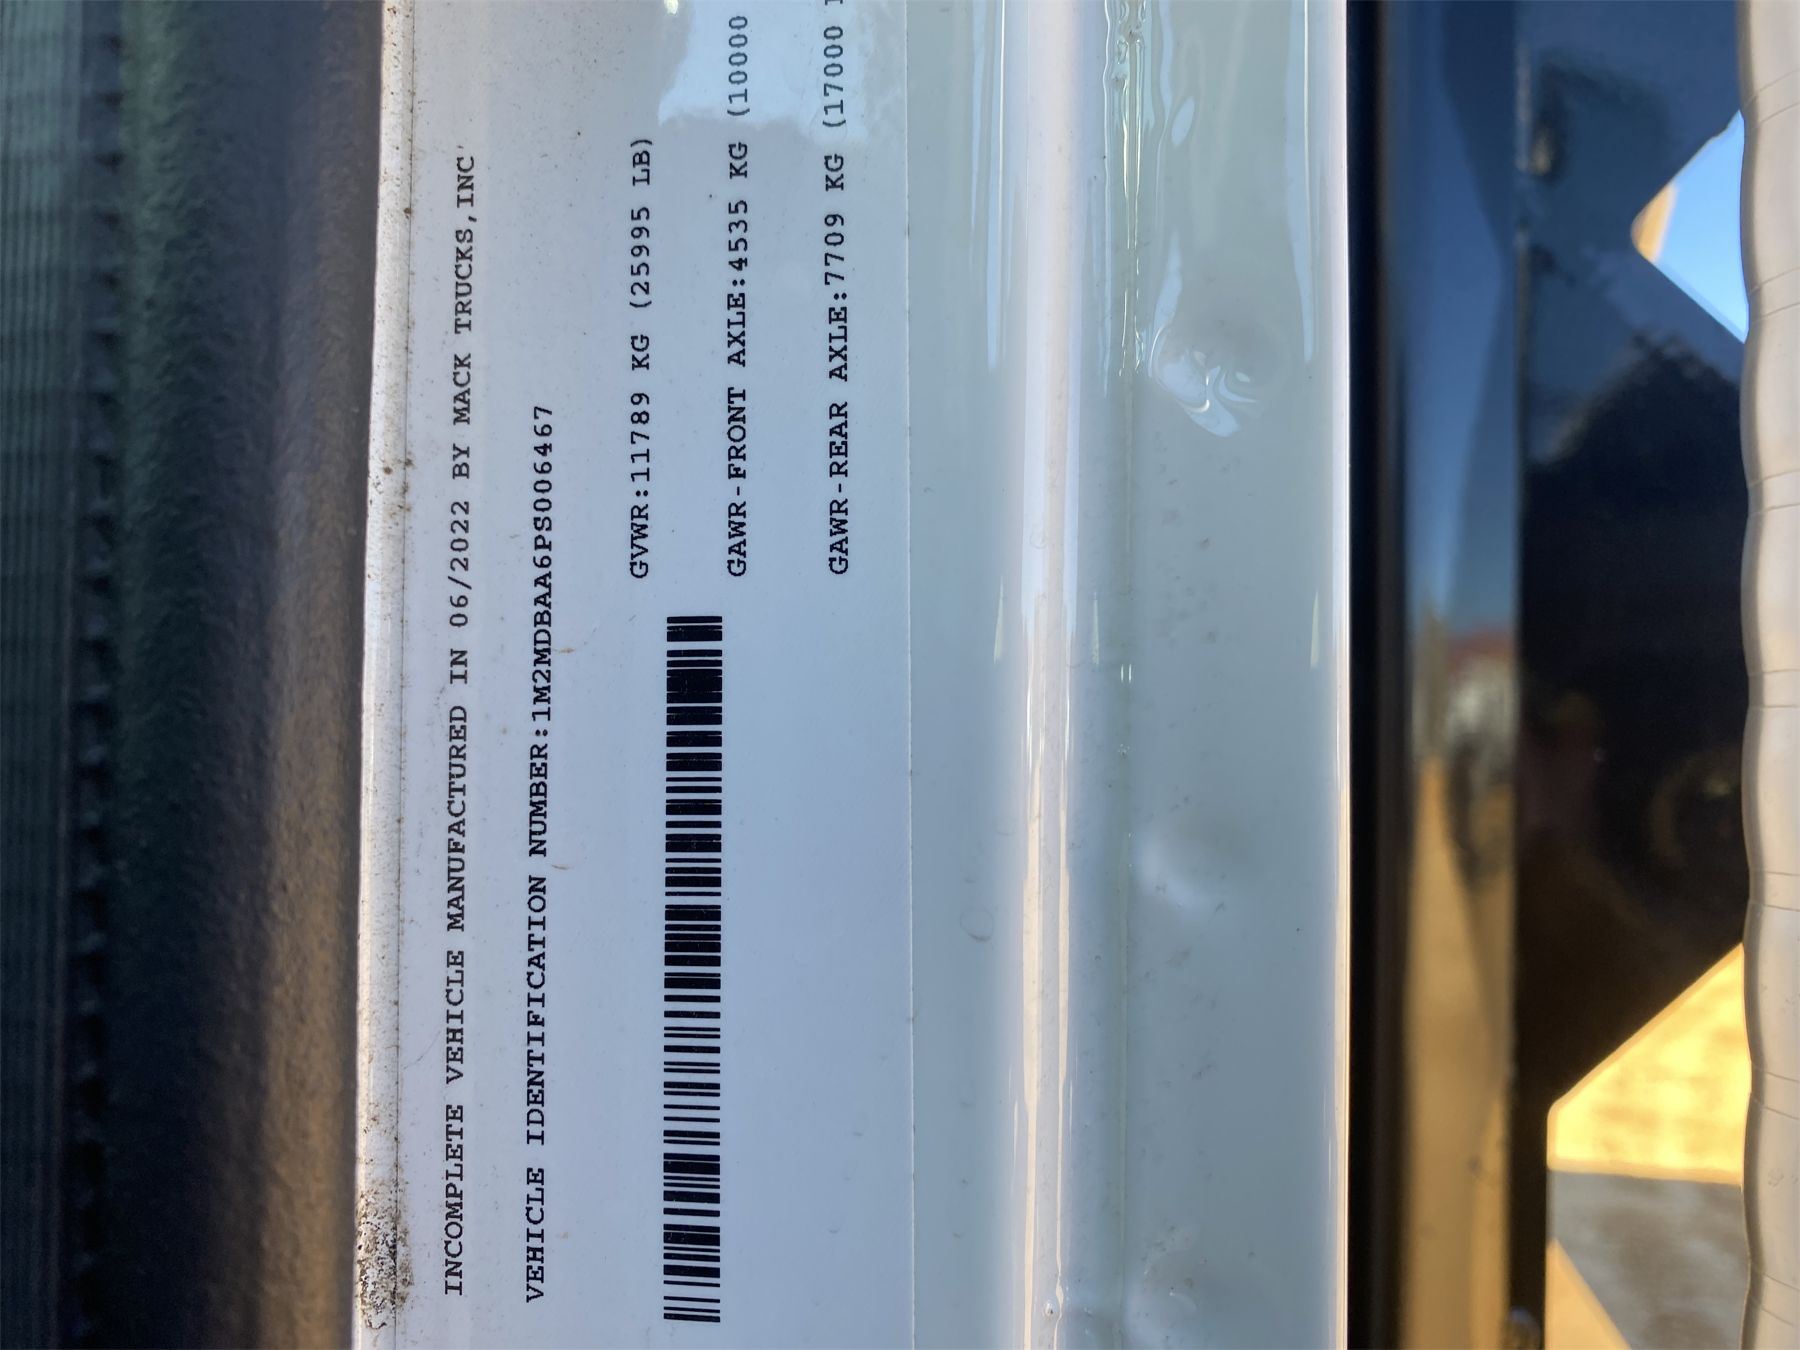 INCOMPLETE VEHICLE MANUFACTURED IN 06/2022 BY MACK TRUCKS,INC
VEHICLE IDENTIFICATION NUMBER:1M2MDBAA6PS006467
GVWR:11789 KG (25995 LB)
GAWR-FRONT AXLE:4535 KG (10000
GAWR-REAR AXLE:7709 KG (17000